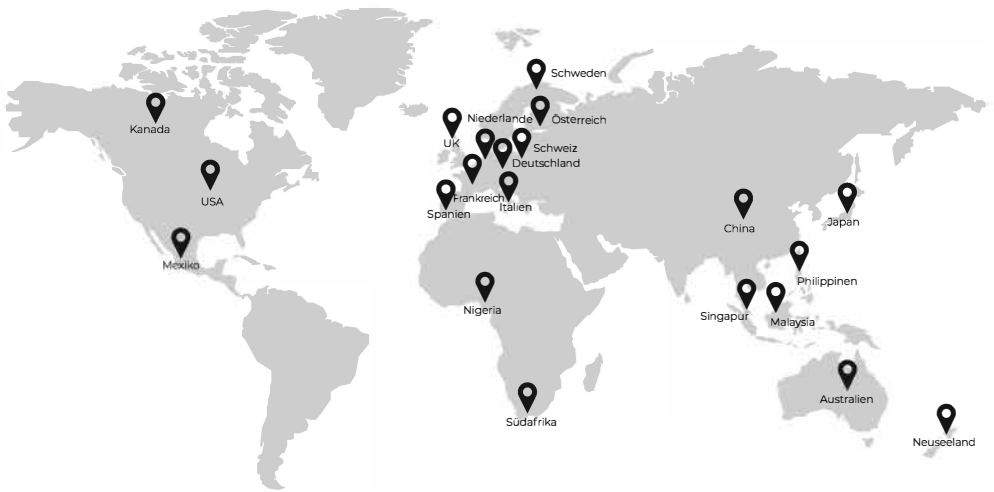 Schweden
Kanada
Niederlande
Österreich
UK
Schweiz
Deutschland
USA
Frankreich
Italien
Spanien
China
Japan
Mexiko
Philippinen
Nigeria
Singapur
Malaysia
Australien
Südafrika
Neuseeland